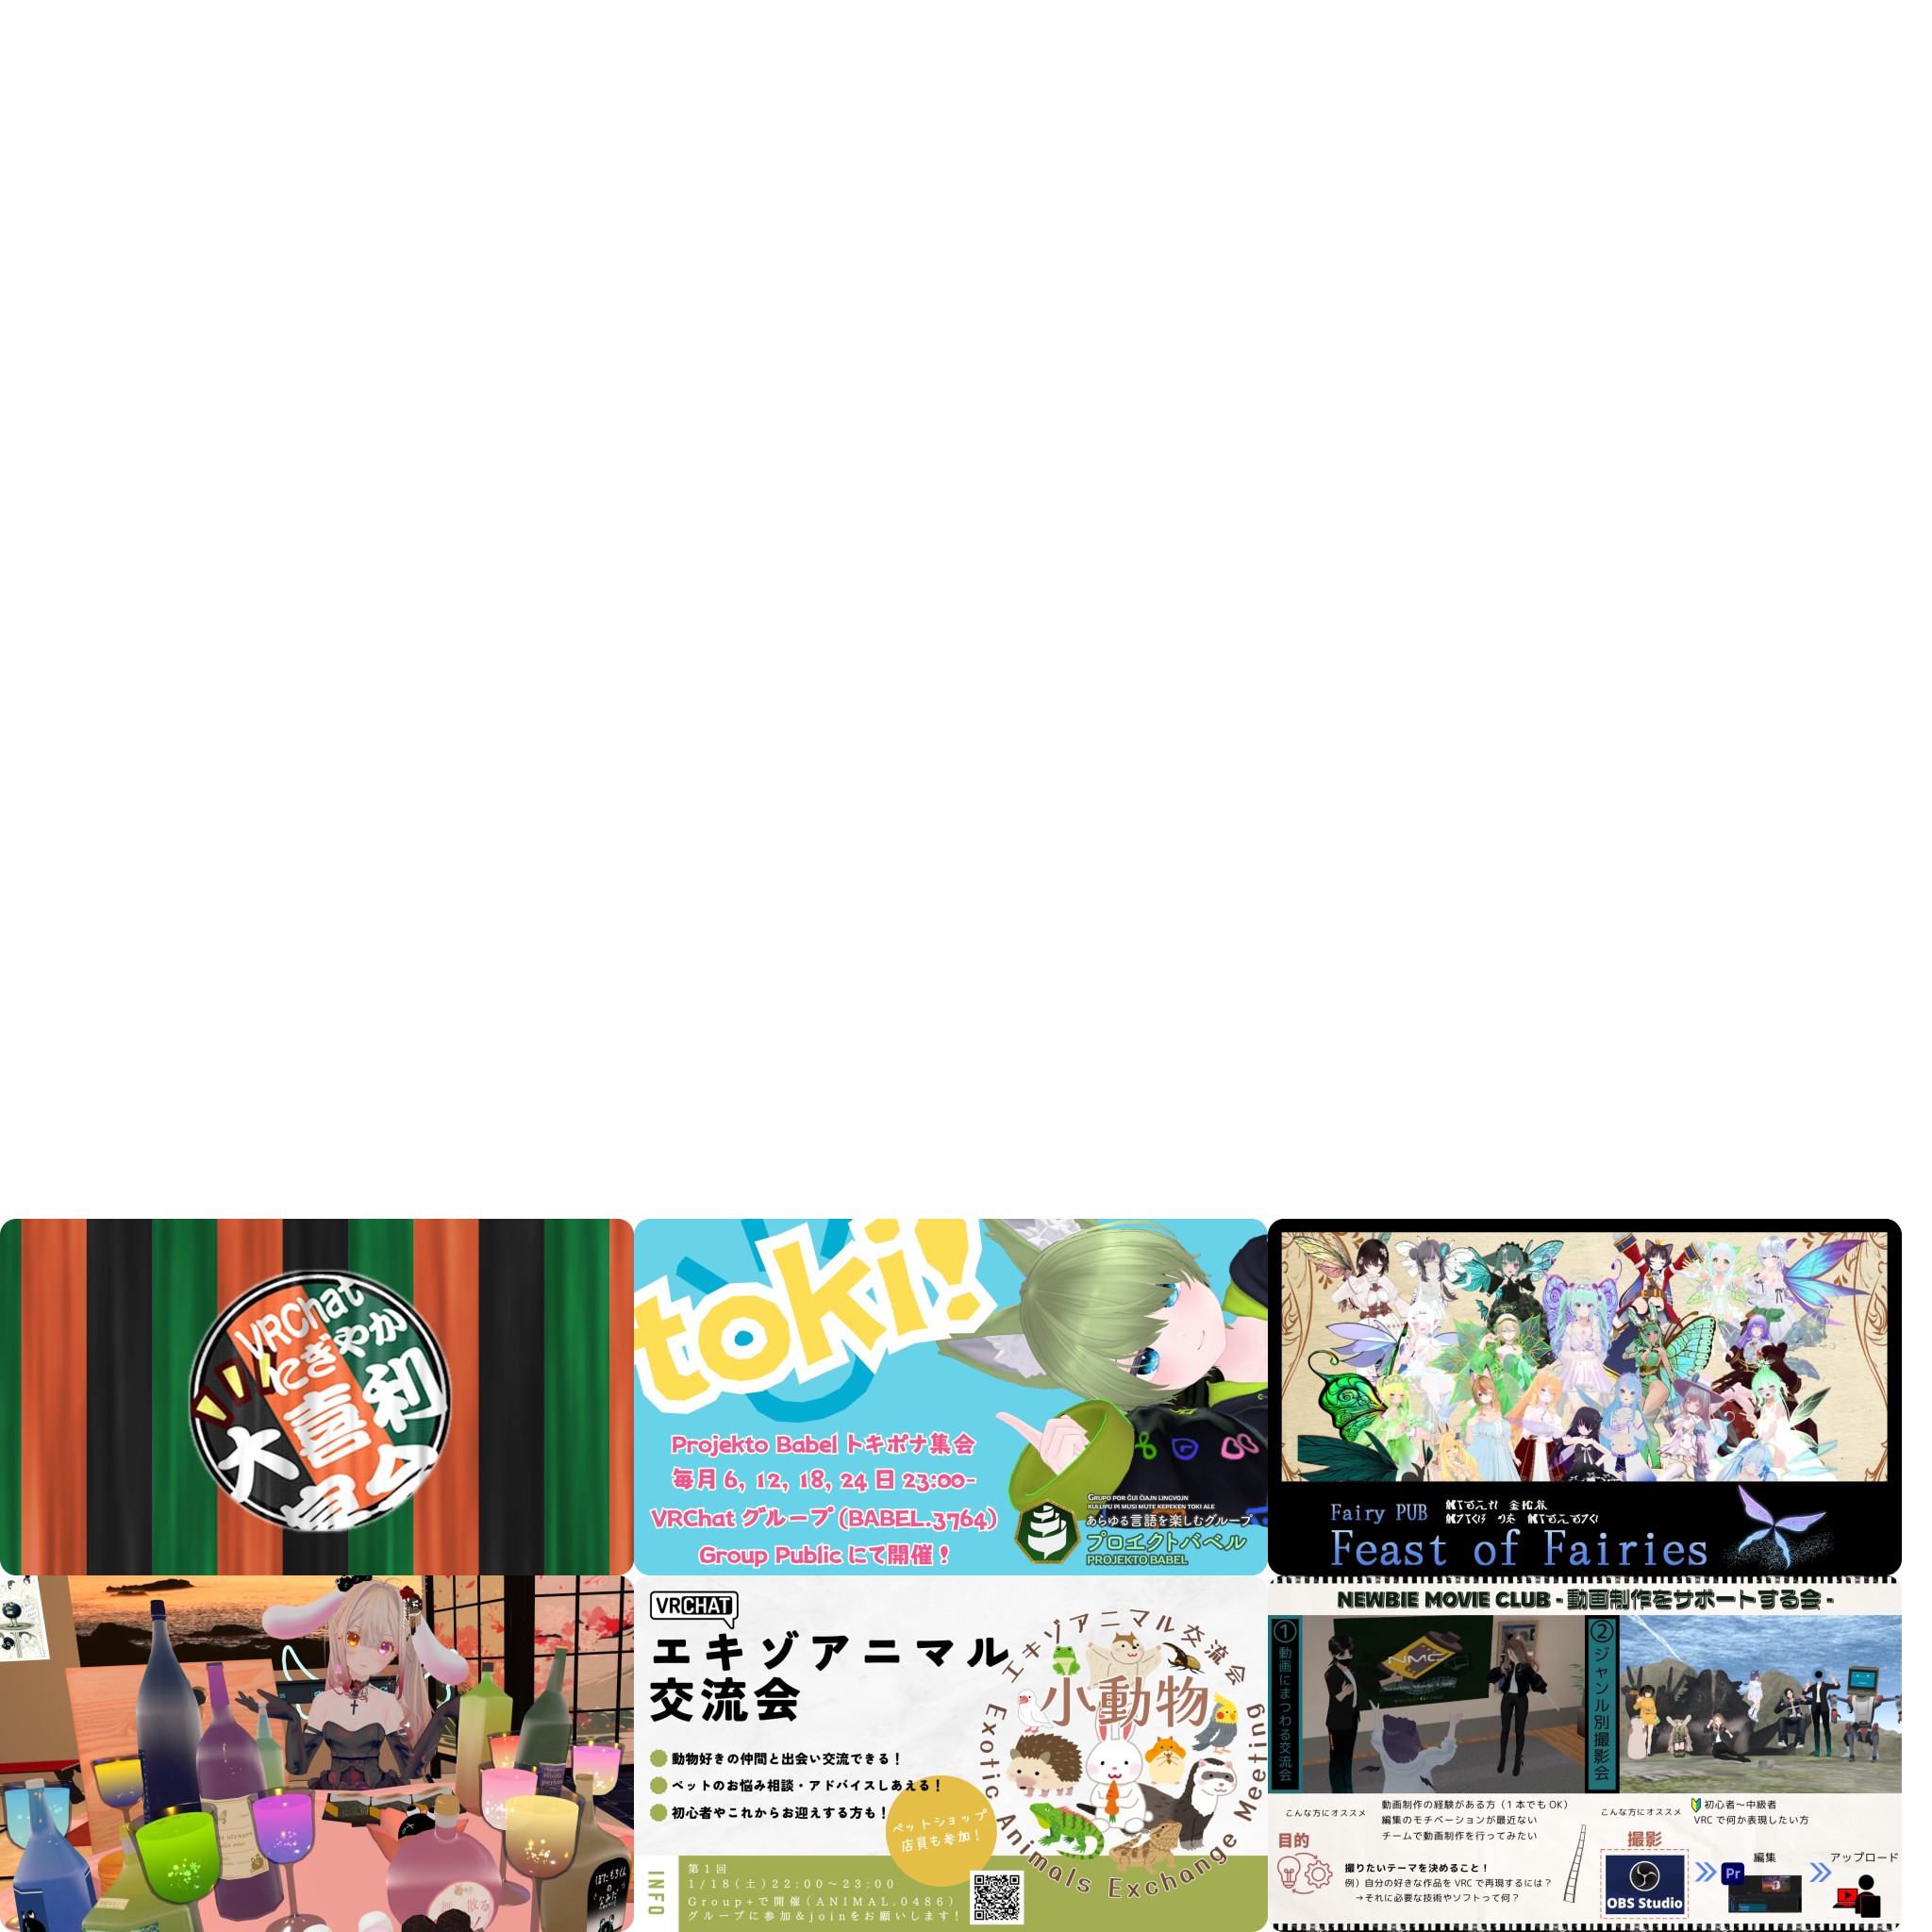 VRChat
にぎやか
大喜利
toki!
Projekto Babel トキポナ集会
毎月 6, 12, 18, 24 日 23:00-
VRChat グループ (BABEL.3764)
Group Public にて開催！
GRUPO POR ĜUI ĈIAJN LINGVOJN
KULUPU PI MUSI MUTE KEPEKEN TOKI ALE
あらゆる言語を楽しむグループ
プロエクトバベル
PROJEKTO BABEL
Fairy PUB
Feast of Fairies
散る
ぼたもちくん
の
VRCHAT
エキゾアニマル
交流会
動物好きの仲間と出会い交流できる！
ペットのお悩み相談・アドバイスしあえる！
初心者やこれからお迎えする方も！
ペットショップ
店員も参加！
エキゾアニマル交流会
小動物
Exotic Animals Exchange Meeting
INFO
第1回
1/18(土)22:00～23:00
Group+で開催(ANIMAL.0486)
グループに参加&joinをお願いします！
NEWBIE MOVIE CLUB - 動画制作をサポートする会 -
① 動画にまつわる交流会
NMC
② ジャンル別撮影会
こんな方にオススメ
動画制作の経験がある方（1本でもOK）
編集のモチベーションが最近ない
チームで動画制作を行ってみたい
目的
撮りたいテーマを決めること！
例）自分の好きな作品を VRC で再現するには？
→それに必要な技術やソフトって何？
こんな方にオススメ
初心者～中級者
VRC で何か表現したい方
撮影
OBS Studio
編集
Pr
アップロード